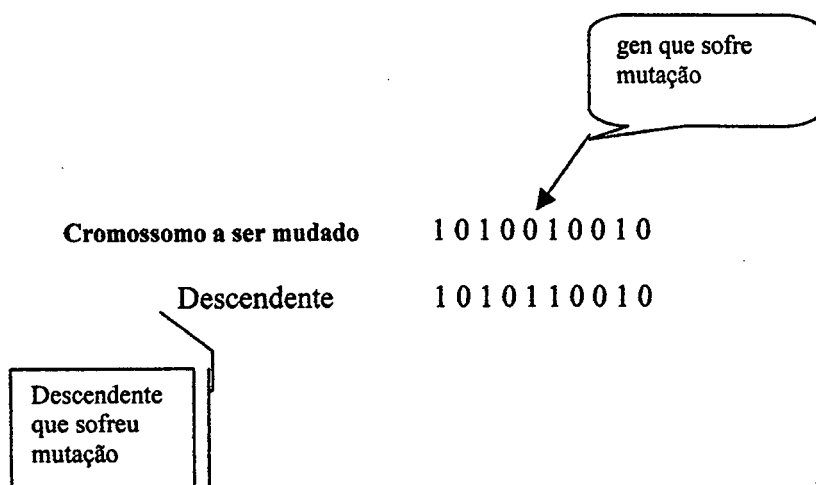 gen que sofre
mutação
Cromossomo a ser mudado 1 0 1 0 0 1 0 0 1 0
Descendente 1 0 1 0 1 1 0 0 1 0
Descendente
que sofreu
mutação